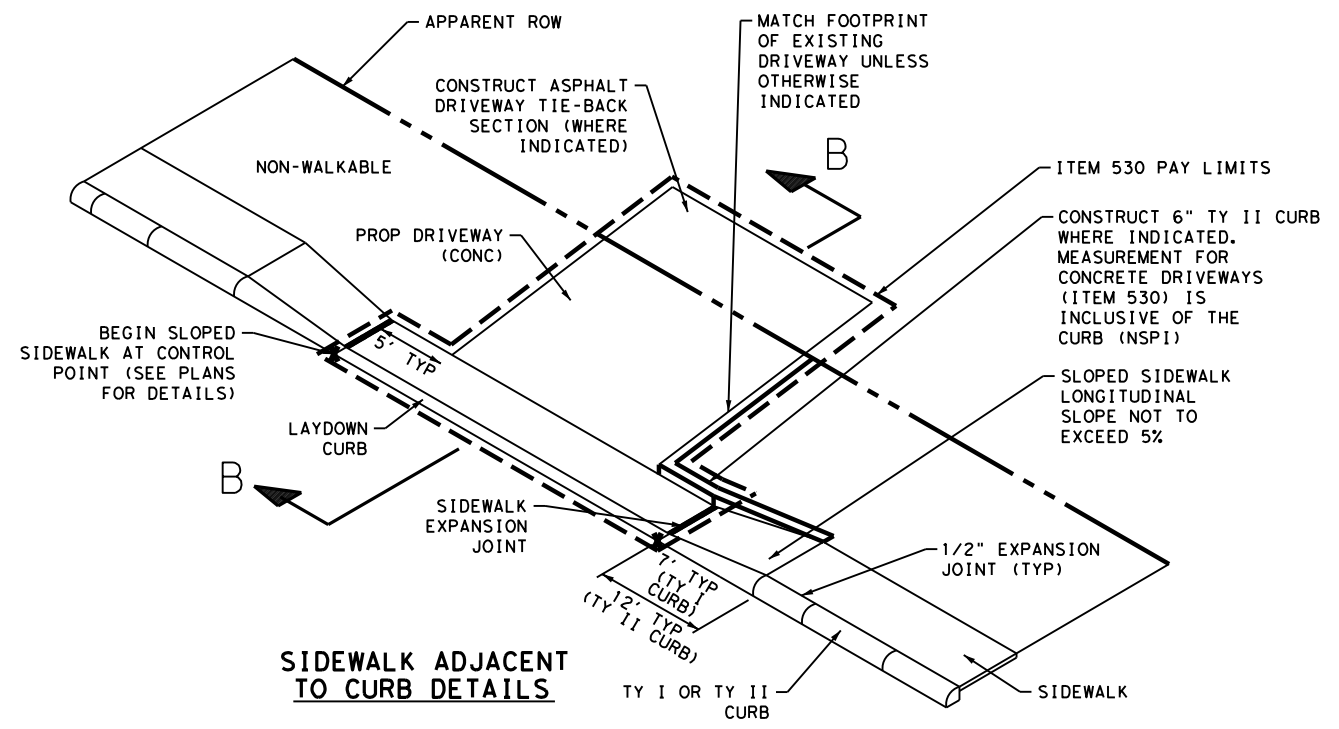 APPARENT ROW
MATCH FOOTPRINT
OF EXISTING
DRIVEWAY UNLESS
OTHERWISE
INDICATED
CONSTRUCT ASPHALT
DRIVEWAY TIE-BACK
SECTION (WHERE
INDICATED)
B
NON-WALKABLE
ITEM 530 PAY LIMITS
PROP DRIVEWAY
(CONC)
CONSTRUCT 6" TY II CURB
WHERE INDICATED.
MEASUREMENT FOR
CONCRETE DRIVEWAYS
(ITEM 530) IS
INCLUSIVE OF THE
CURB (NSPI)
BEGIN SLOPED
SIDEWALK AT CONTROL
POINT (SEE PLANS
FOR DETAILS)
5' TYP
SLOPED SIDEWALK
LONGITUDINAL
SLOPE NOT TO
EXCEED 5%
LAYDOWN
CURB
B
SIDEWALK
EXPANSION
JOINT
1/2" EXPANSION
JOINT (TYP)
7' TYP
(TY I
CURB)
12' TYP
(TY II CURB)
SIDEWALK ADJACENT
TO CURB DETAILS
TY I OR TY II
CURB
SIDEWALK